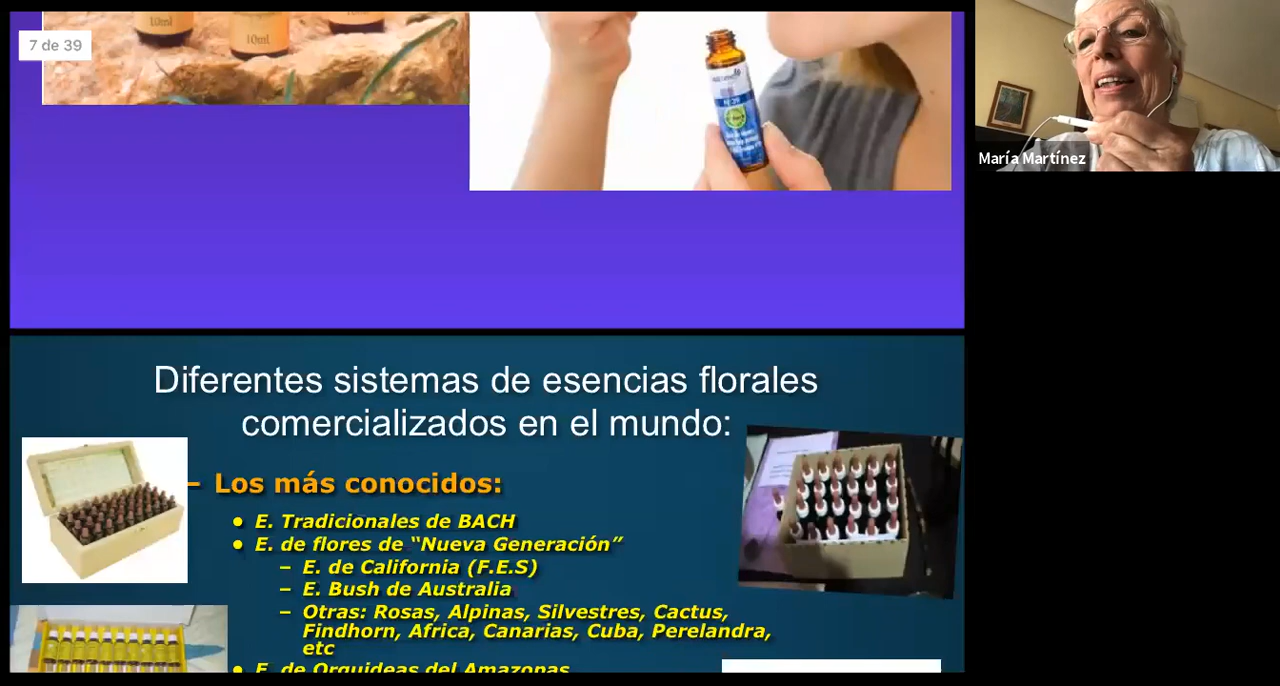 10ml
10ml
7 de 39
Nº 39
María Martínez
Diferentes sistemas de esencias florales
comercializados en el mundo:
– Los más conocidos:
• E. Tradicionales de BACH
• E. de flores de “Nueva Generación”
– E. de California (F.E.S)
– E. Bush de Australia
– Otras: Rosas, Alpinas, Silvestres, Cactus,
Findhorn, Africa, Canarias, Cuba, Perelandra,
etc
• E. de Orquideas del Amazonas